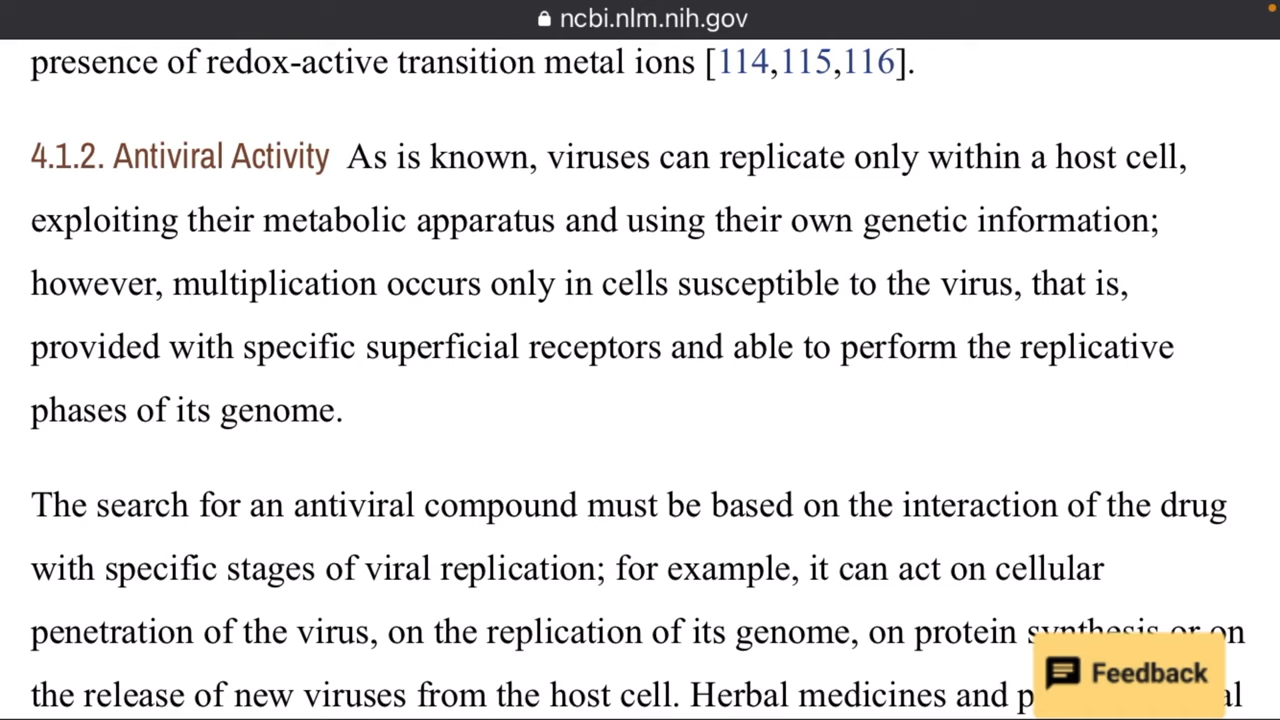 ncbi.nlm.nih.gov
presence of redox-active transition metal ions [114,115,116].
4.1.2. Antiviral Activity As is known, viruses can replicate only within a host cell,
exploiting their metabolic apparatus and using their own genetic information;
however, multiplication occurs only in cells susceptible to the virus, that is,
provided with specific superficial receptors and able to perform the replicative
phases of its genome.
The search for an antiviral compound must be based on the interaction of the drug
with specific stages of viral replication; for example, it can act on cellular
penetration of the virus, on the replication of its genome, on protein synthesis or on
the release of new viruses from the host cell. Herbal medicines and
Feedback